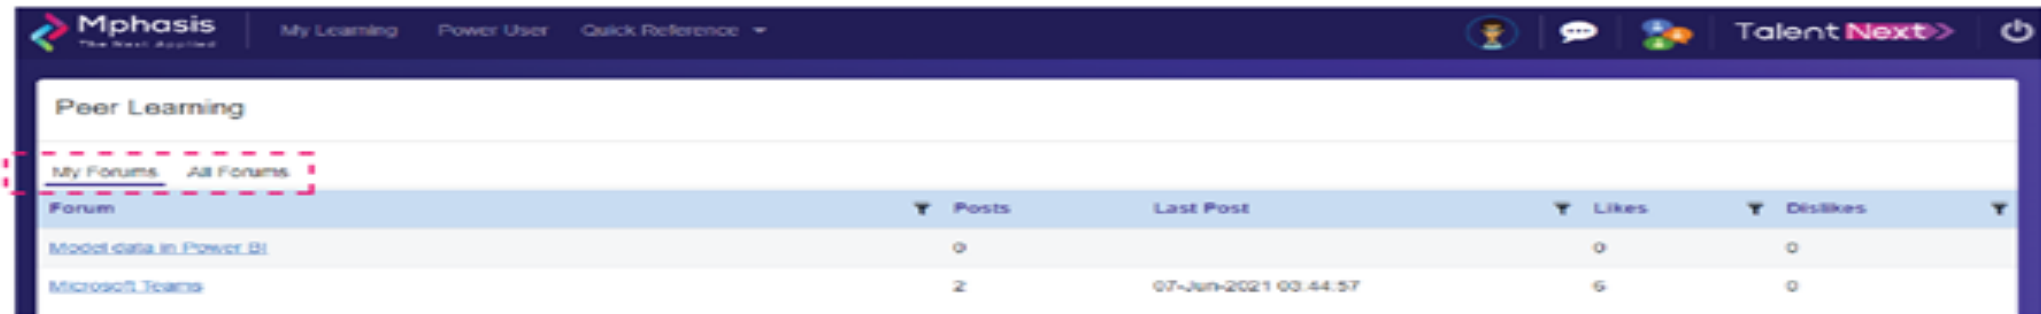 Mphasis
The Next Applied
My Learning Power User Quick Reference
Talent Next
Peer Learning
My Forums All Forums
Forum Posts Last Post Likes Dislikes
Model data in Power BI 0 0 0
Microsoft Teams 2 07-Jun-2021 03:44:57 6 0